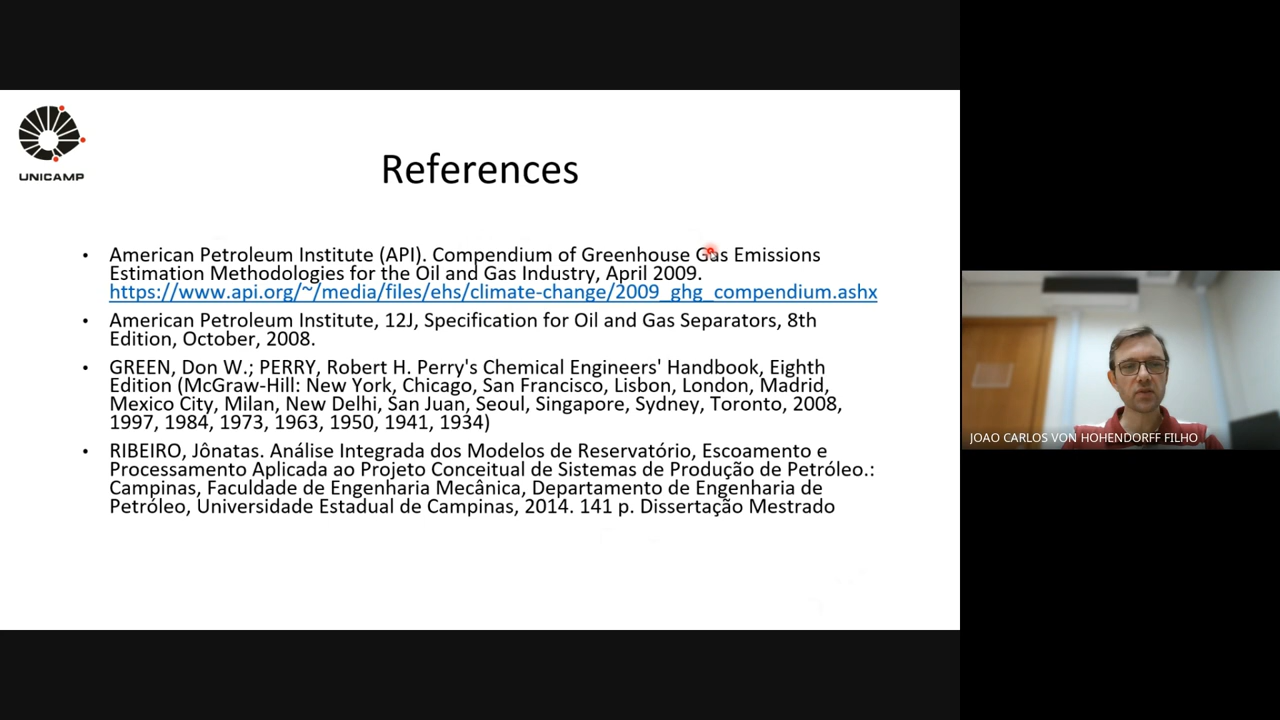 UNICAMP
References
• American Petroleum Institute (API). Compendium of Greenhouse Gas Emissions
Estimation Methodologies for the Oil and Gas Industry, April 2009.
https://www.api.org/~/media/files/ehs/climate-change/2009_ghg_compendium.ashx
• American Petroleum Institute, 12J, Specification for Oil and Gas Separators, 8th
Edition, October, 2008.
• GREEN, Don W.; PERRY, Robert H. Perry's Chemical Engineers' Handbook, Eighth
Edition (McGraw-Hill: New York, Chicago, San Francisco, Lisbon, London, Madrid,
Mexico City, Milan, New Delhi, San Juan, Seoul, Singapore, Sydney, Toronto, 2008,
1997, 1984, 1973, 1963, 1950, 1941, 1934)
• RIBEIRO, Jônatas. Análise Integrada dos Modelos de Reservatório, Escoamento e
Processamento Aplicada ao Projeto Conceitual de Sistemas de Produção de Petróleo.:
Campinas, Faculdade de Engenharia Mecânica, Departamento de Engenharia de
Petróleo, Universidade Estadual de Campinas, 2014. 141 p. Dissertação Mestrado
JOAO CARLOS VON HOHENDORFF FILHO